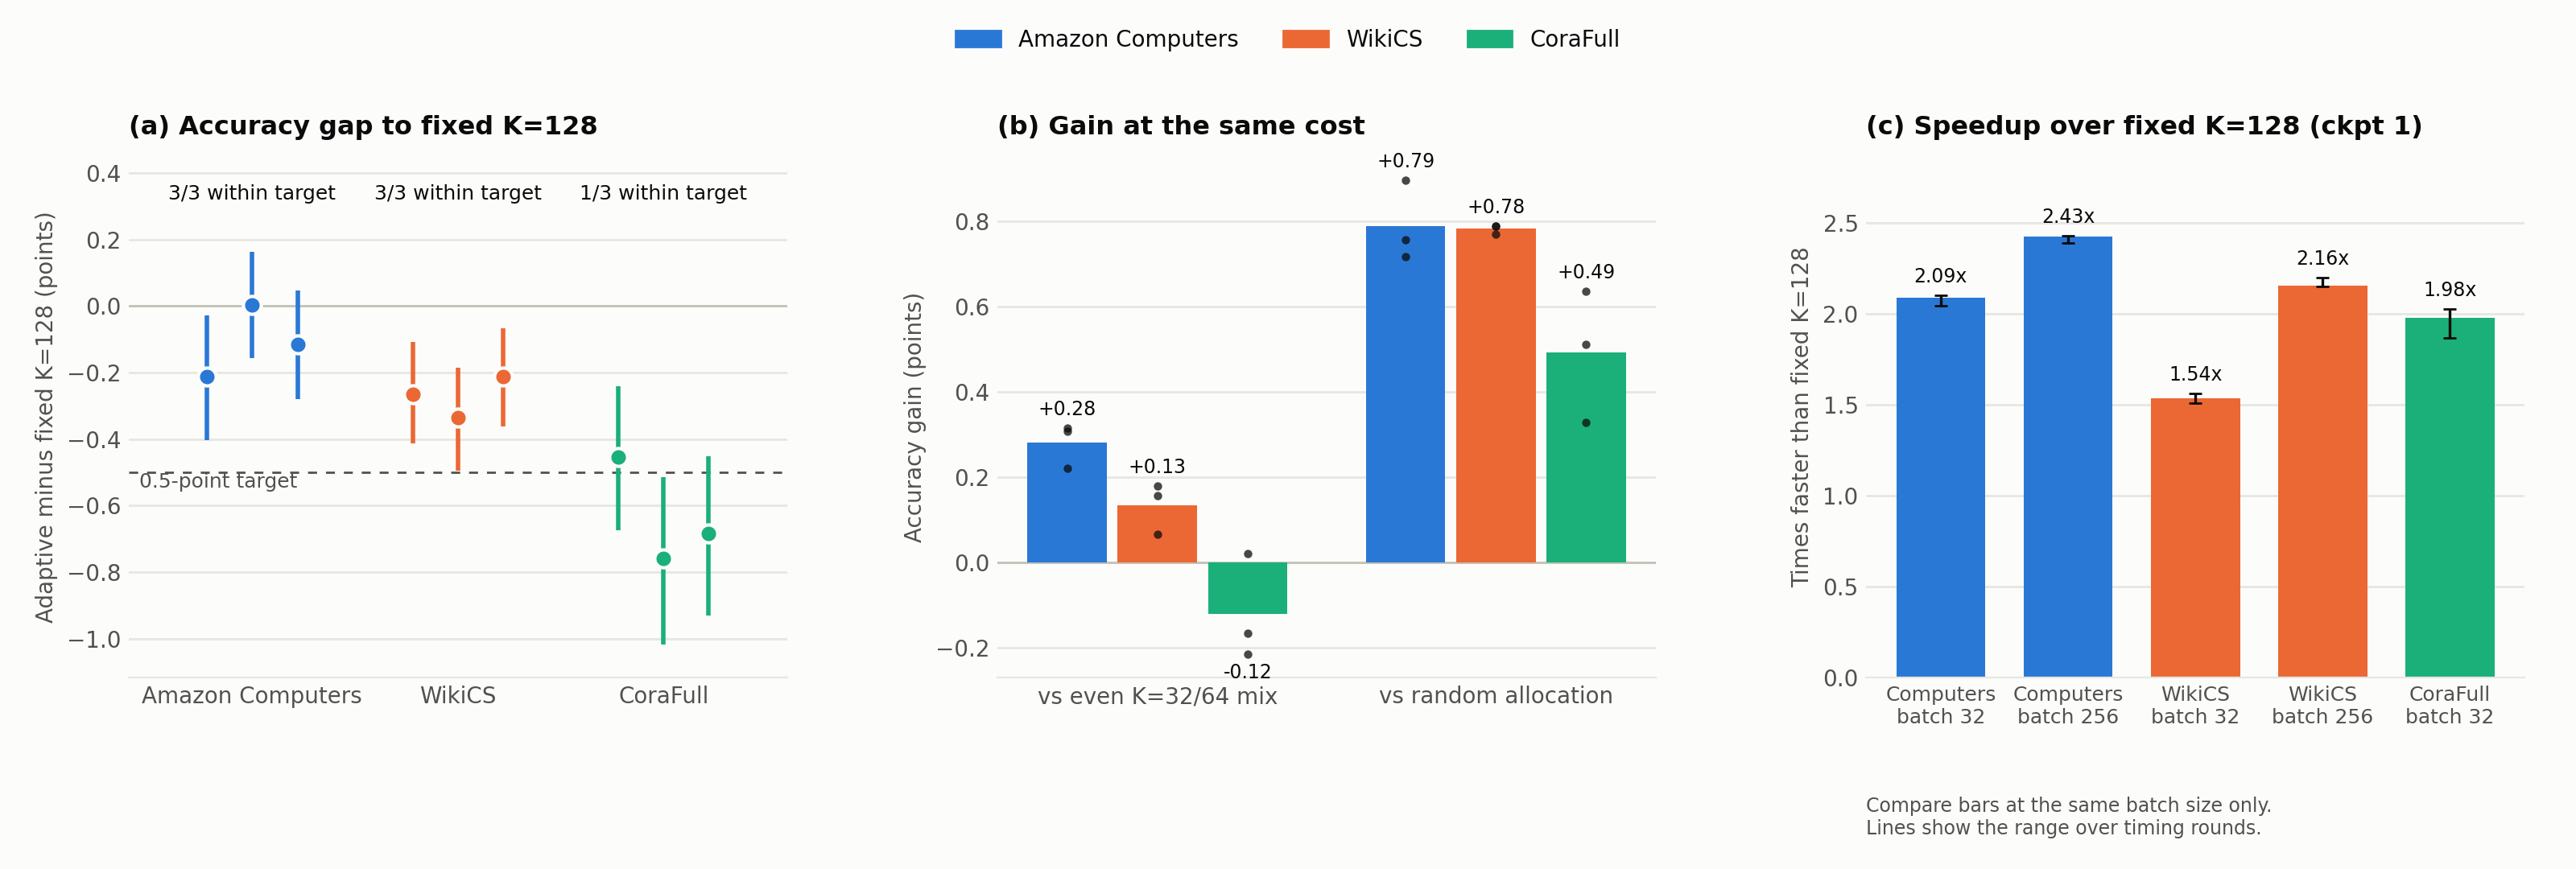 Amazon Computers WikiCS CoraFull
(a) Accuracy gap to fixed K=128
Adaptive minus fixed K=128 (points)
0.4
0.2
0.0
−0.2
−0.4
−0.6
−0.8
−1.0
3/3 within target 3/3 within target 1/3 within target
0.5-point target
Amazon Computers WikiCS CoraFull
(b) Gain at the same cost
Accuracy gain (points)
0.8
0.6
0.4
0.2
0.0
−0.2
+0.28
+0.13
-0.12
+0.79
+0.78
+0.49
vs even K=32/64 mix vs random allocation
(c) Speedup over fixed K=128 (ckpt 1)
Times faster than fixed K=128
2.5
2.0
1.5
1.0
0.5
0.0
2.09x
2.43x
1.54x
2.16x
1.98x
Computers
batch 32
Computers
batch 256
WikiCS
batch 32
WikiCS
batch 256
CoraFull
batch 32
Compare bars at the same batch size only.
Lines show the range over timing rounds.